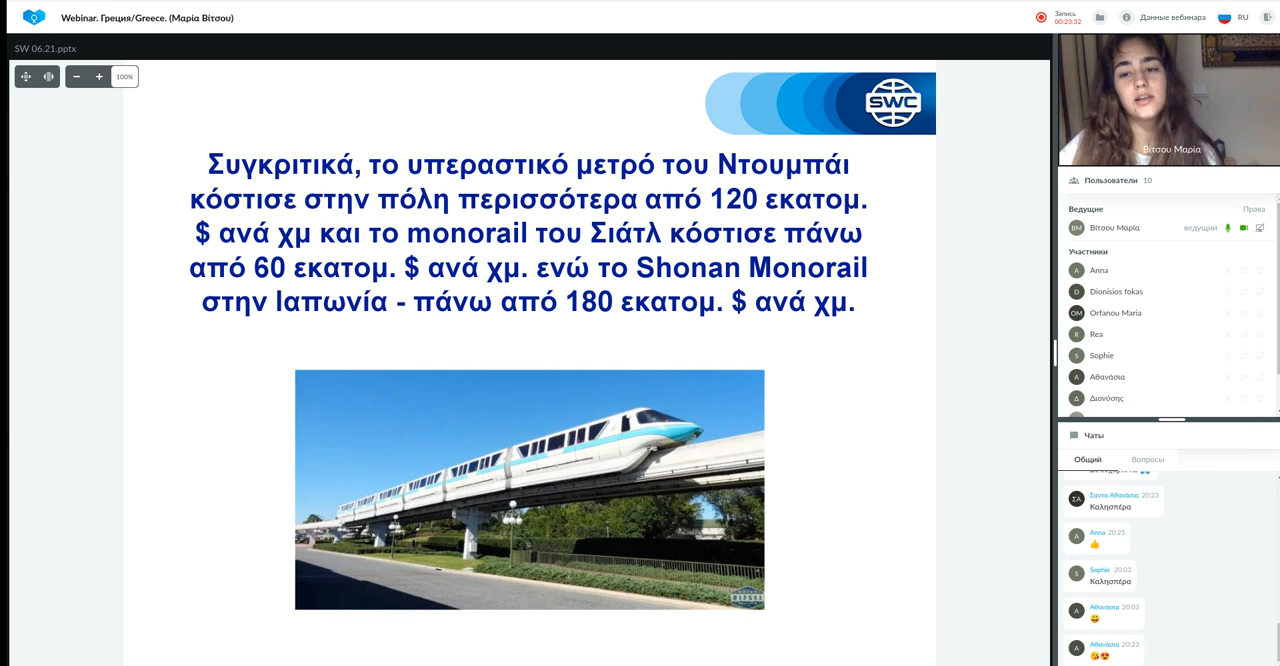 Webinar. Греция/Greece. (Μαρία Βίτσου)
Запись
00:23:32
Данные вебинара
RU
SW 06.21.pptx
100%
SWC
Συγκριτικά, το υπεραστικό μετρό του Ντουμπάι
κόστισε στην πόλη περισσότερα από 120 εκατομ.
$ ανά χμ και το monorail του Σιάτλ κόστισε πάνω
από 60 εκατομ. $ ανά χμ. ενώ το Shonan Monorail
στην Ιαπωνία - πάνω από 180 εκατομ. $ ανά χμ.
Βίτσου Μαρία
Пользователи 10
Ведущие Права
ΒΜ Βίτσου Μαρία ведущий
Участники
A Anna
D Dionisios fokas
OM Orfanou Maria
R Rea
S Sophie
Α Αθανάσια
Δ Διονύσης
Чаты
Общий Вопросы
ΣΑ Σαντα Αθανάσια 20:23
Καλησπέρα
A Anna 20:25
👍
S Sophie 20:03
Καλησπέρα
Α Αθανάσια 20:03
😀
Α Αθανάσια 20:23
😘😍